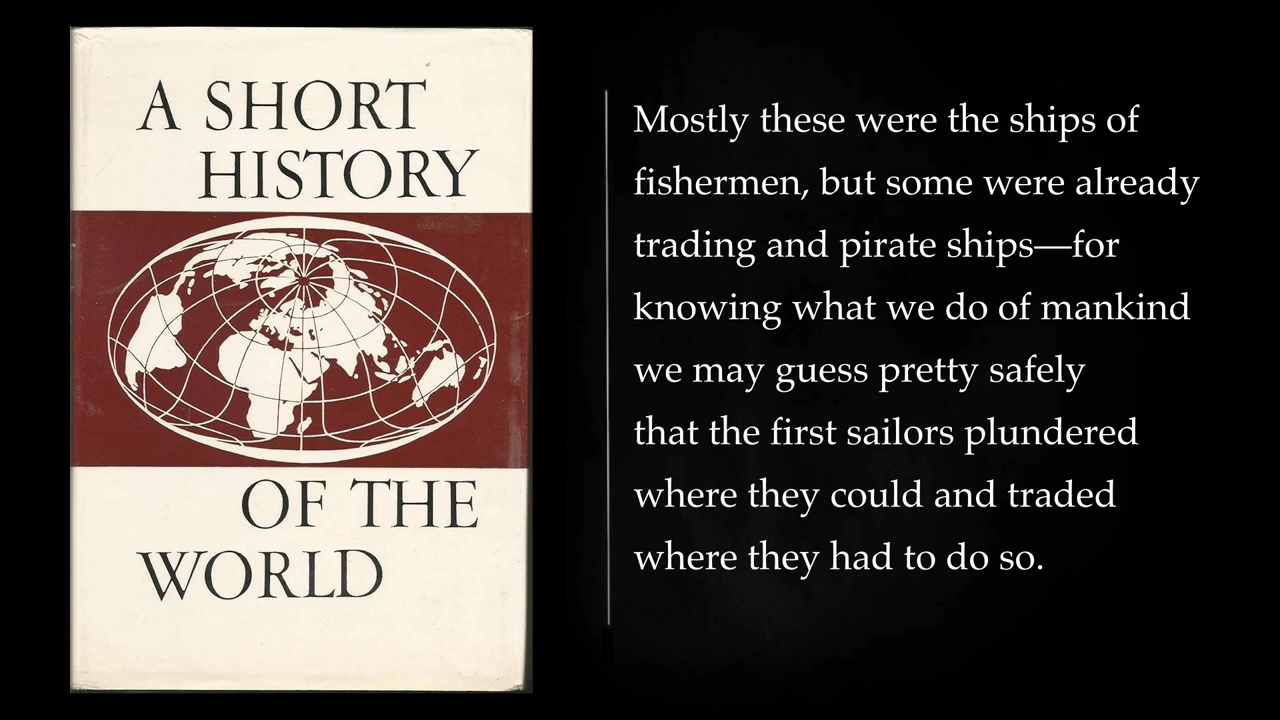 A SHORT
HISTORY
OF THE
WORLD
Mostly these were the ships of
fishermen, but some were already
trading and pirate ships—for
knowing what we do of mankind
we may guess pretty safely
that the first sailors plundered
where they could and traded
where they had to do so.